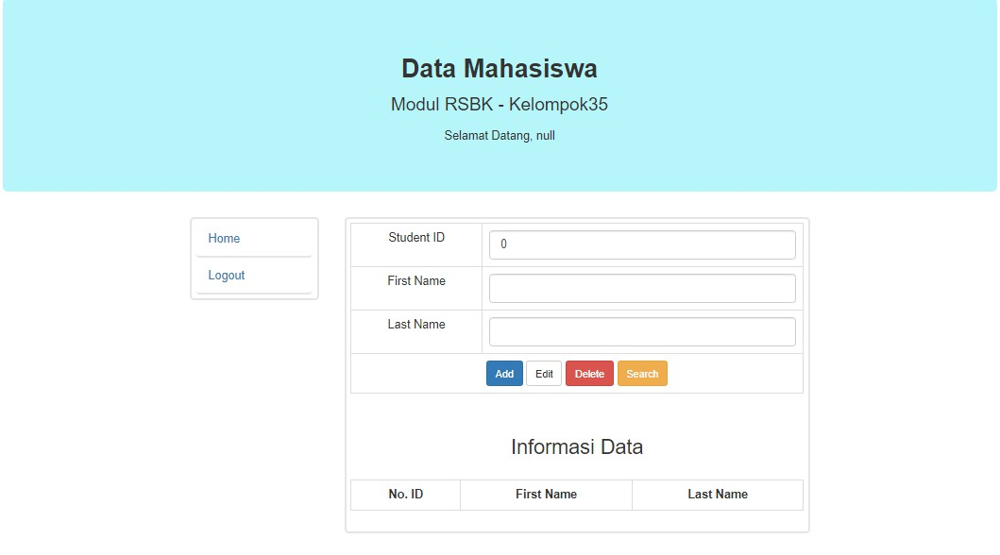 Data Mahasiswa
Modul RSBK - Kelompok35
Selamat Datang, null
Home
Logout
Student ID 0
First Name
Last Name
Add Edit Delete Search
Informasi Data
No. ID First Name Last Name